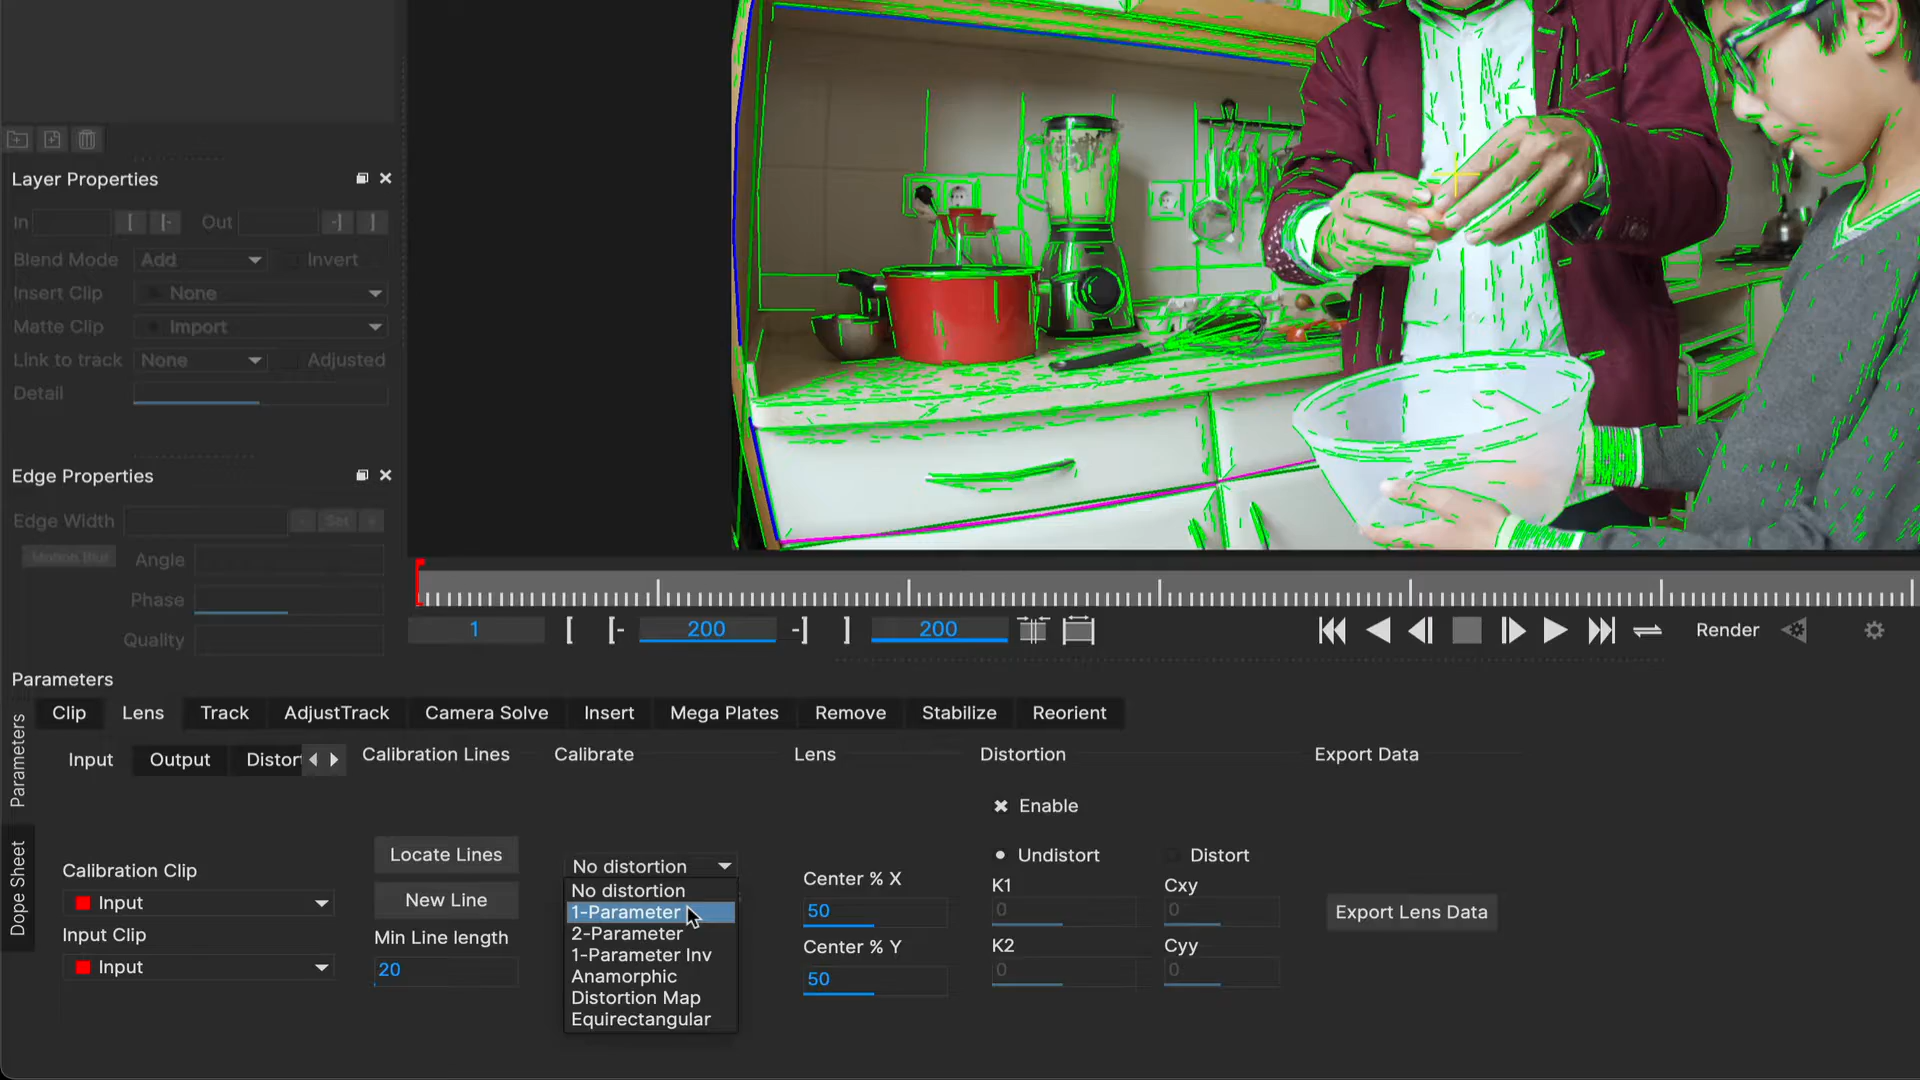 Layer Properties
In [ [- Out -] ]
Blend Mode Add Invert
Insert Clip None
Matte Clip Import
Link to track None Adjusted
Detail
Edge Properties
Edge Width - Set +
Motion Blur Angle
Phase
Quality
1 [ [- 200 -] ] 200 Render
Parameters
Parameters
Dope Sheet
Clip Lens Track AdjustTrack Camera Solve Insert Mega Plates Remove Stabilize Reorient
Input Output Distort
Calibration Clip
Input
Input Clip
Input
Calibration Lines
Locate Lines
New Line
Min Line length
20
Calibrate
No distortion
No distortion
1-Parameter
2-Parameter
1-Parameter Inv
Anamorphic
Distortion Map
Equirectangular
Lens
Center % X
50
Center % Y
50
Distortion
Enable
Undistort Distort
K1 Cxy
0 0
K2 Cyy
0 0
Export Data
Export Lens Data